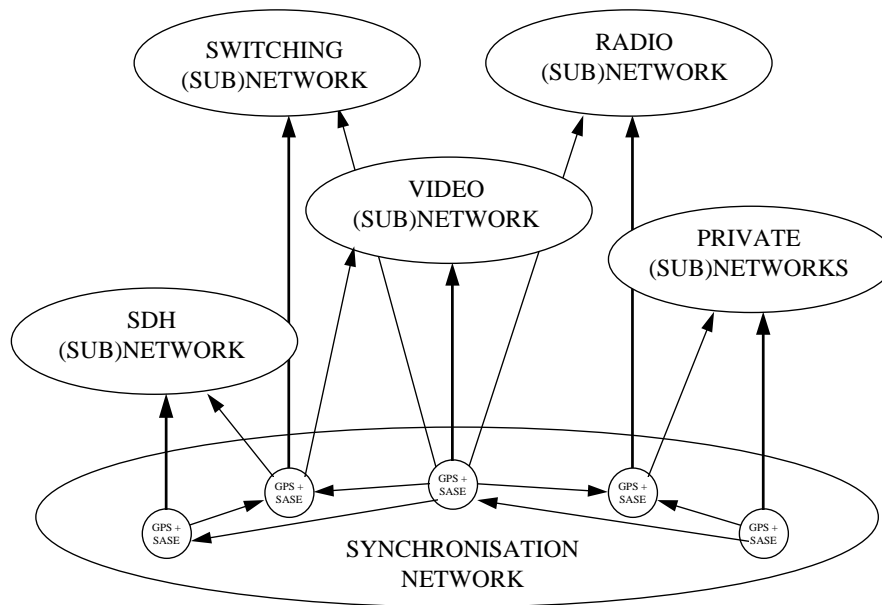 SWITCHING
(SUB)NETWORK
RADIO
(SUB)NETWORK
VIDEO
(SUB)NETWORK
PRIVATE
(SUB)NETWORKS
SDH
(SUB)NETWORK
GPS +
SASE
GPS +
SASE
GPS +
SASE
GPS +
SASE
GPS +
SASE
SYNCHRONISATION
NETWORK